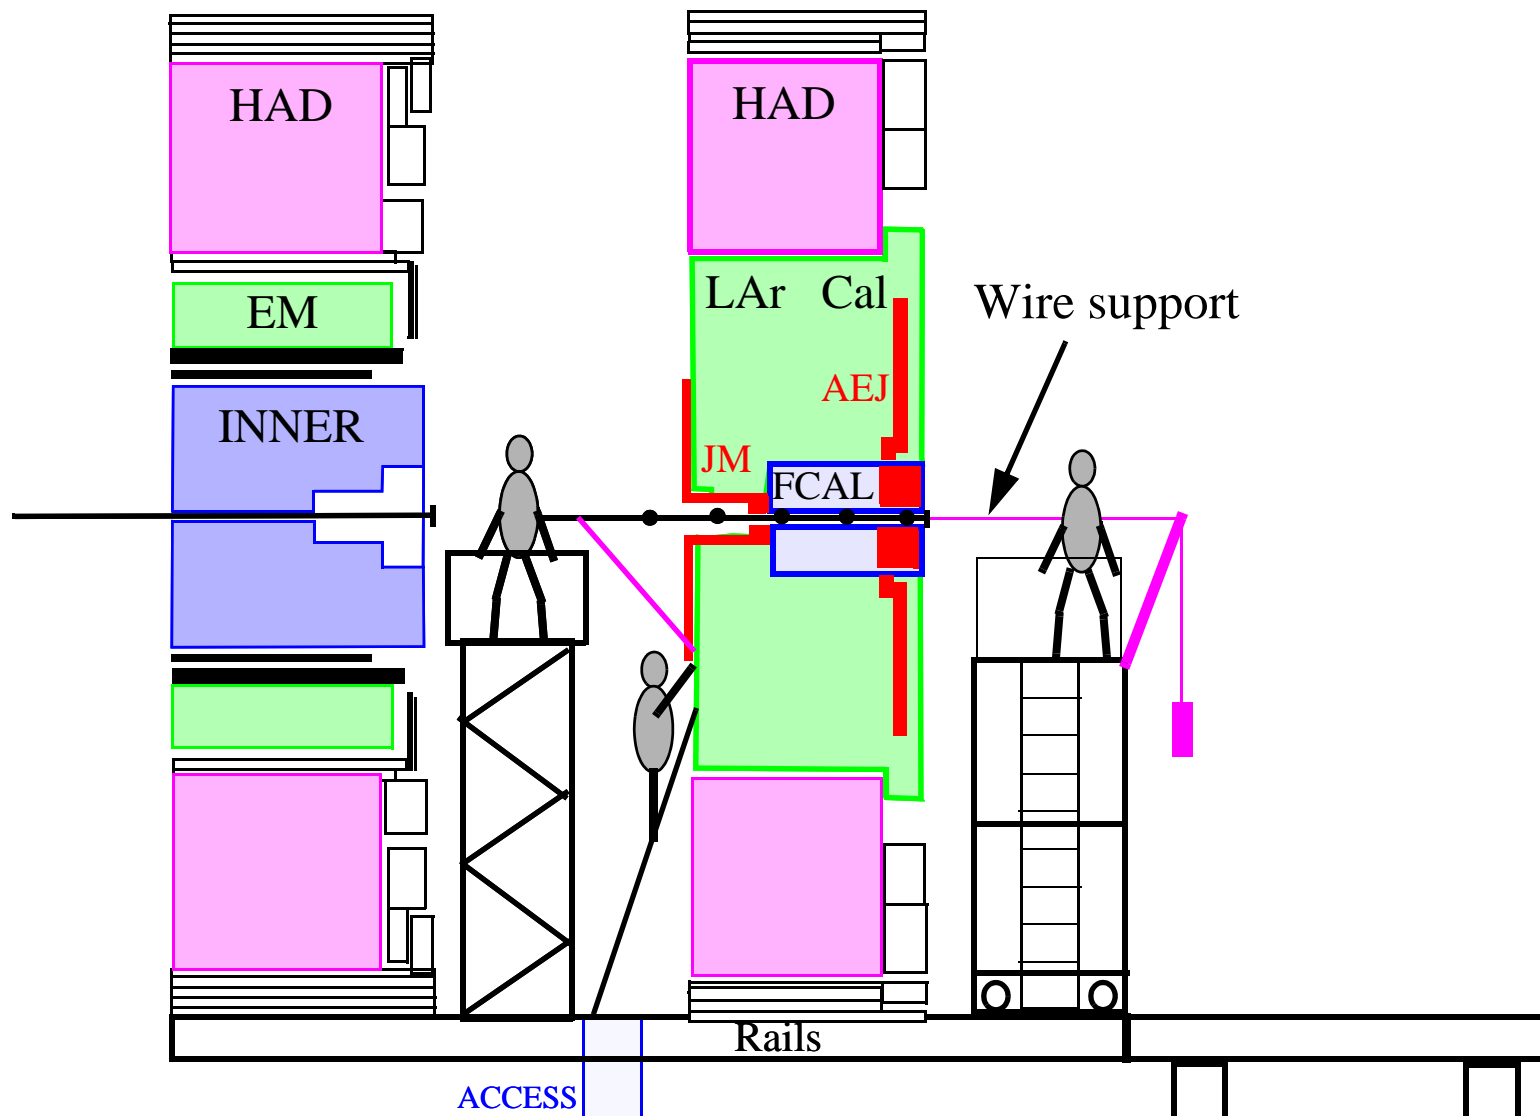 HAD
HAD
LAr Cal
EM
Wire support
AEJ
INNER
JM
FCAL
Rails
ACCESS